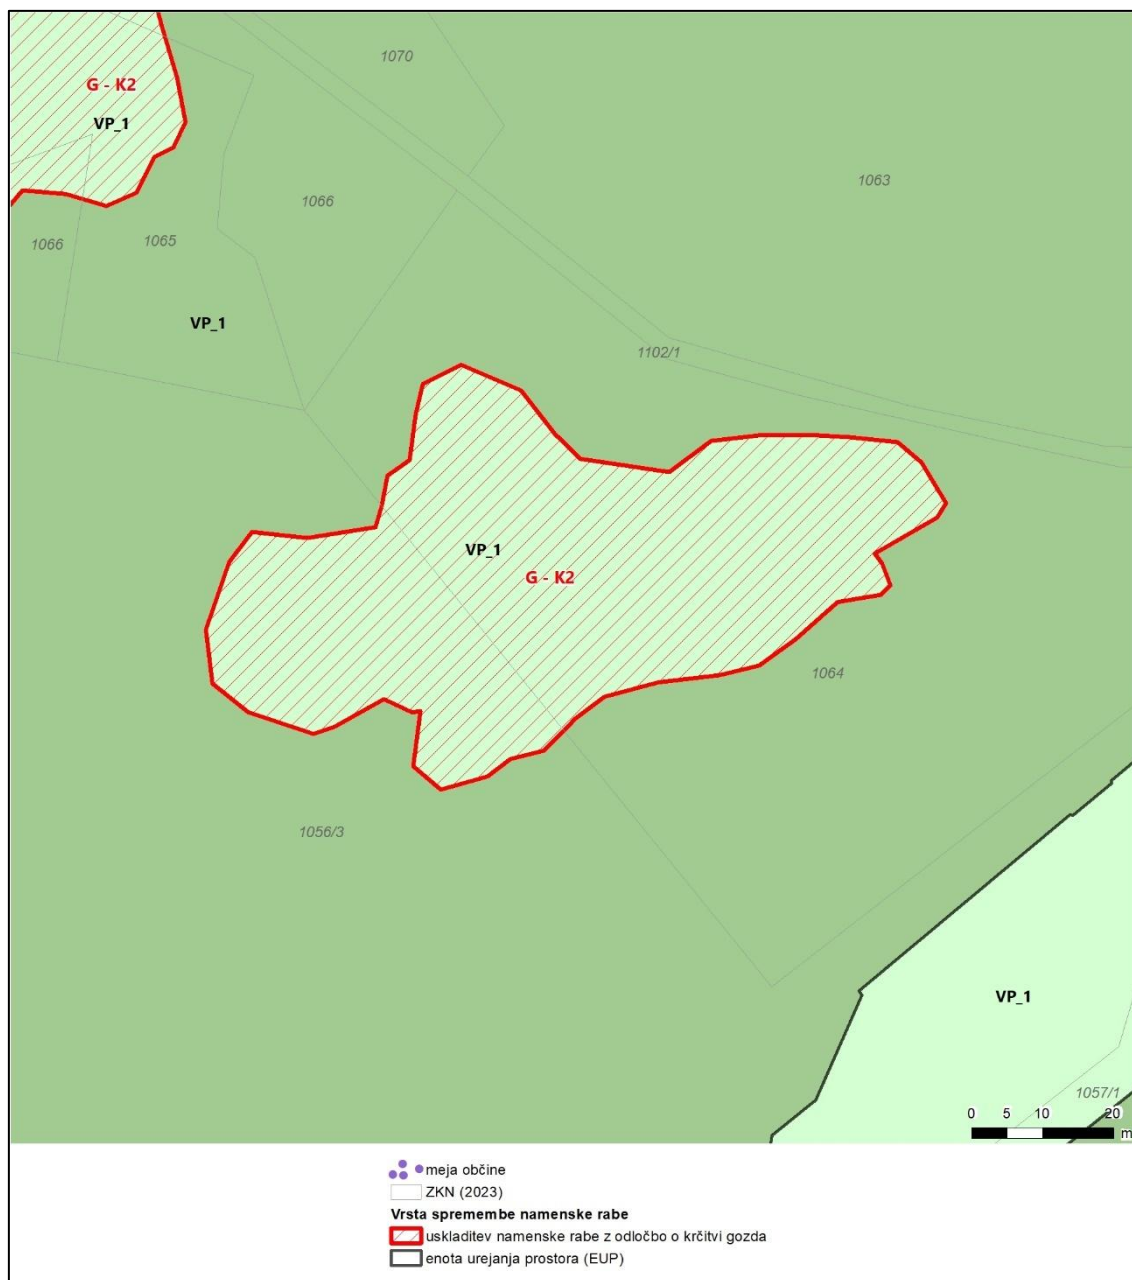 1070
G - K2
VP_1
1063
1066
1066
1065
VP_1
1102/1
VP_1
G - K2
1064
1056/3
VP_1
1057/1
0 5 10 20
m
meja občine
ZKN (2023)
Vrsta spremembe namenske rabe
uskladitev namenske rabe z odločbo o krčitvi gozda
enota urejanja prostora (EUP)